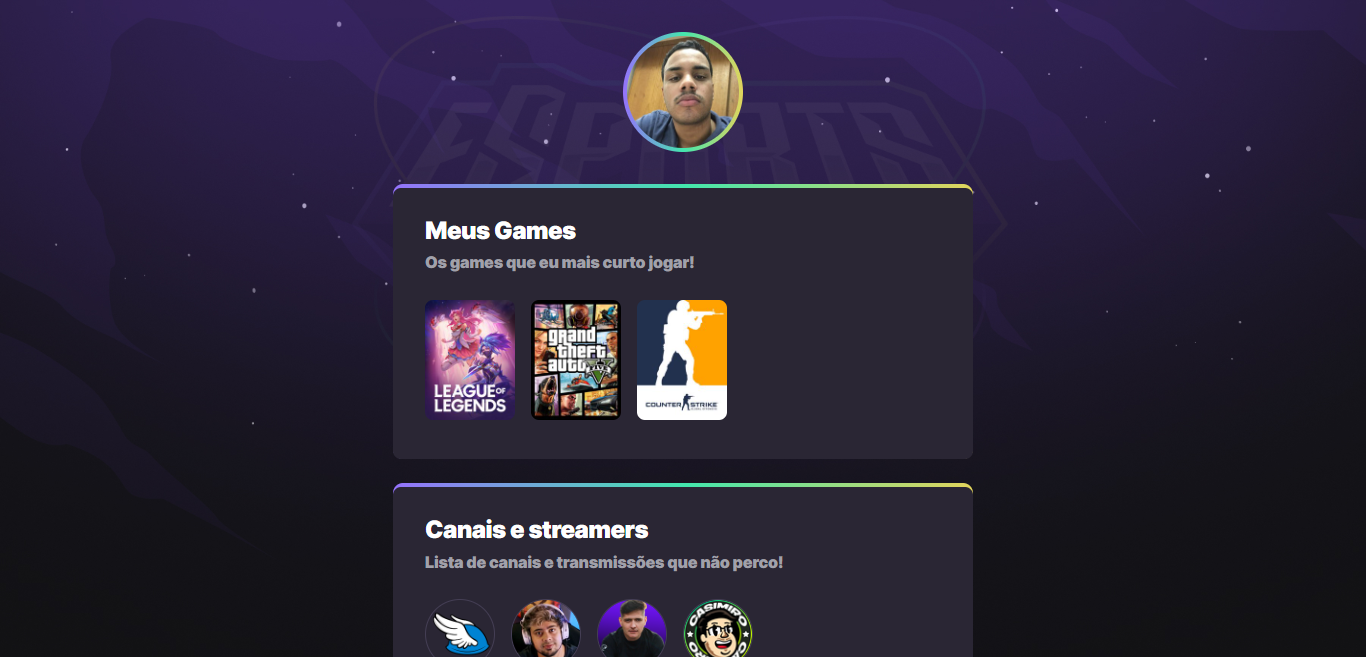 ESPORTS
Meus Games
Os games que eu mais curto jogar!
LEAGUE OF
LEGENDS
grand
theft
auto
FIVE
COUNTER STRIKE
Canais e streamers
Lista de canais e transmissões que não perco!
CASIMIRO